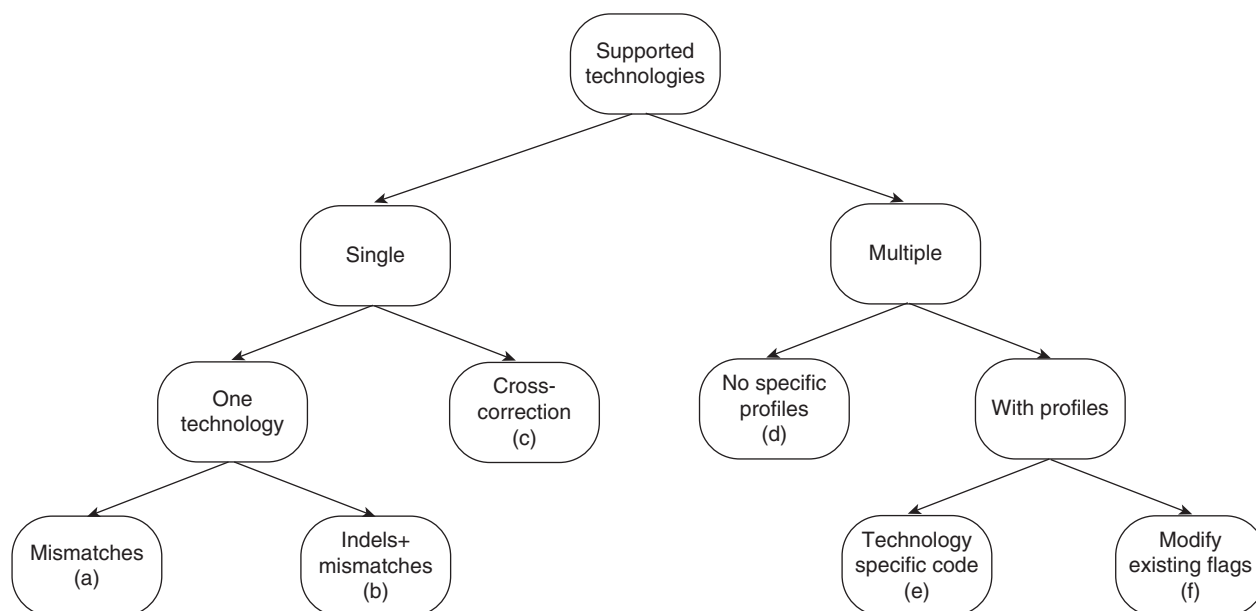 Supported
technologies
Single
Multiple
One
technology
Cross-
correction
(c)
No specific
profiles
(d)
With profiles
Mismatches
(a)
Indels+
mismatches
(b)
Technology
specific code
(e)
Modify
existing flags
(f)